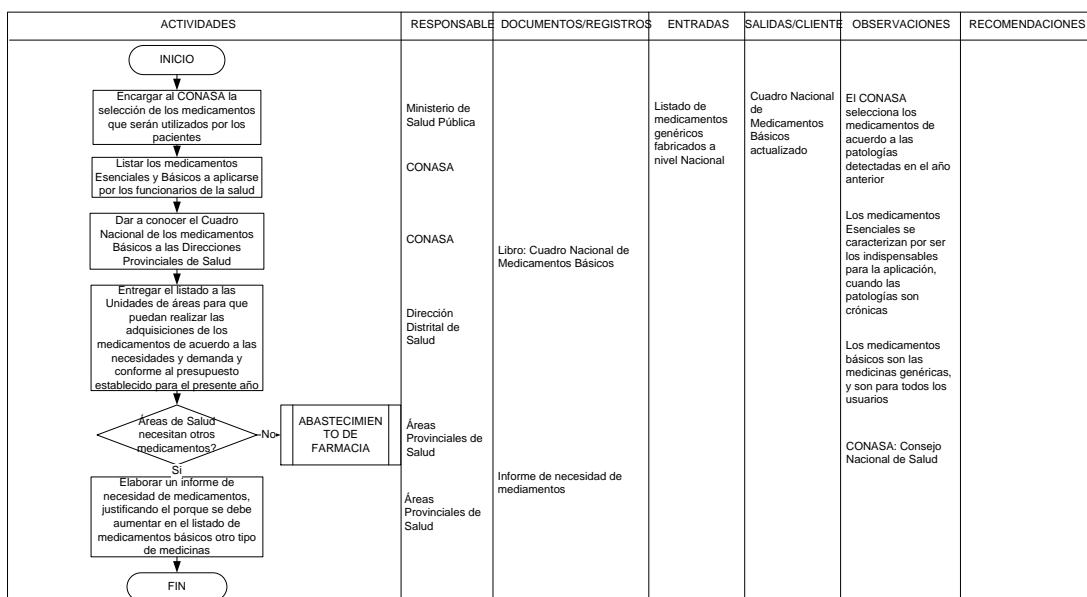 ACTIVIDADES
RESPONSABLE
DOCUMENTOS/REGISTROS
ENTRADAS
SALIDAS/CLIENTE
OBSERVACIONES
RECOMENDACIONES
INICIO
Encargar al CONASA la
selección de los medicamentos
que serán utilizados por los
pacientes
Listar los medicamentos
Esenciales y Básicos a aplicarse
por los funcionarios de la salud
Dar a conocer el Cuadro
Nacional de los medicamentos
Básicos a las Direcciones
Provinciales de Salud
Entregar el listado a las
Unidades de áreas para que
puedan realizar las
adquisiciones de los
medicamentos de acuerdo a las
necesidades y demanda y
conforme al presupuesto
establecido para el presente año
Áreas de Salud
necesitan otros
medicamentos?
No
ABASTECIMIEN
TO DE
FARMACIA
Si
Elaborar un informe de
necesidad de medicamentos,
justificando el porque se debe
aumentar en el listado de
medicamentos básicos otro tipo
de medicinas
FIN
Ministerio de
Salud Pública
CONASA
CONASA
Dirección
Distrital de
Salud
Áreas
Provinciales de
Salud
Áreas
Provinciales de
Salud
Libro: Cuadro Nacional de
Medicamentos Básicos
Informe de necesidad de
mediamentos
Listado de
medicamentos
genéricos
fabricados a
nivel Nacional
Cuadro Nacional
de
Medicamentos
Básicos
actualizado
El CONASA
selecciona los
medicamentos de
acuerdo a las
patologías
detectadas en el año
anterior
Los medicamentos
Esenciales se
caracterizan por ser
los indispensables
para la aplicación,
cuando las
patologías son
crónicas
Los medicamentos
básicos son las
medicinas genéricas,
y son para todos los
usuarios
CONASA: Consejo
Nacional de Salud